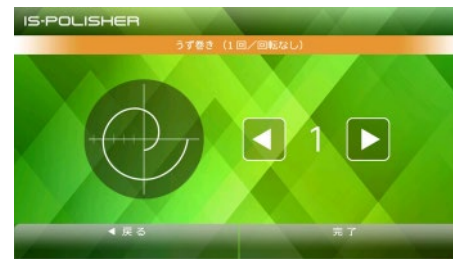 IS-POLISHER
うず巻き（1回／回転なし）
◀ 1 ▶
◀ 戻る
完了